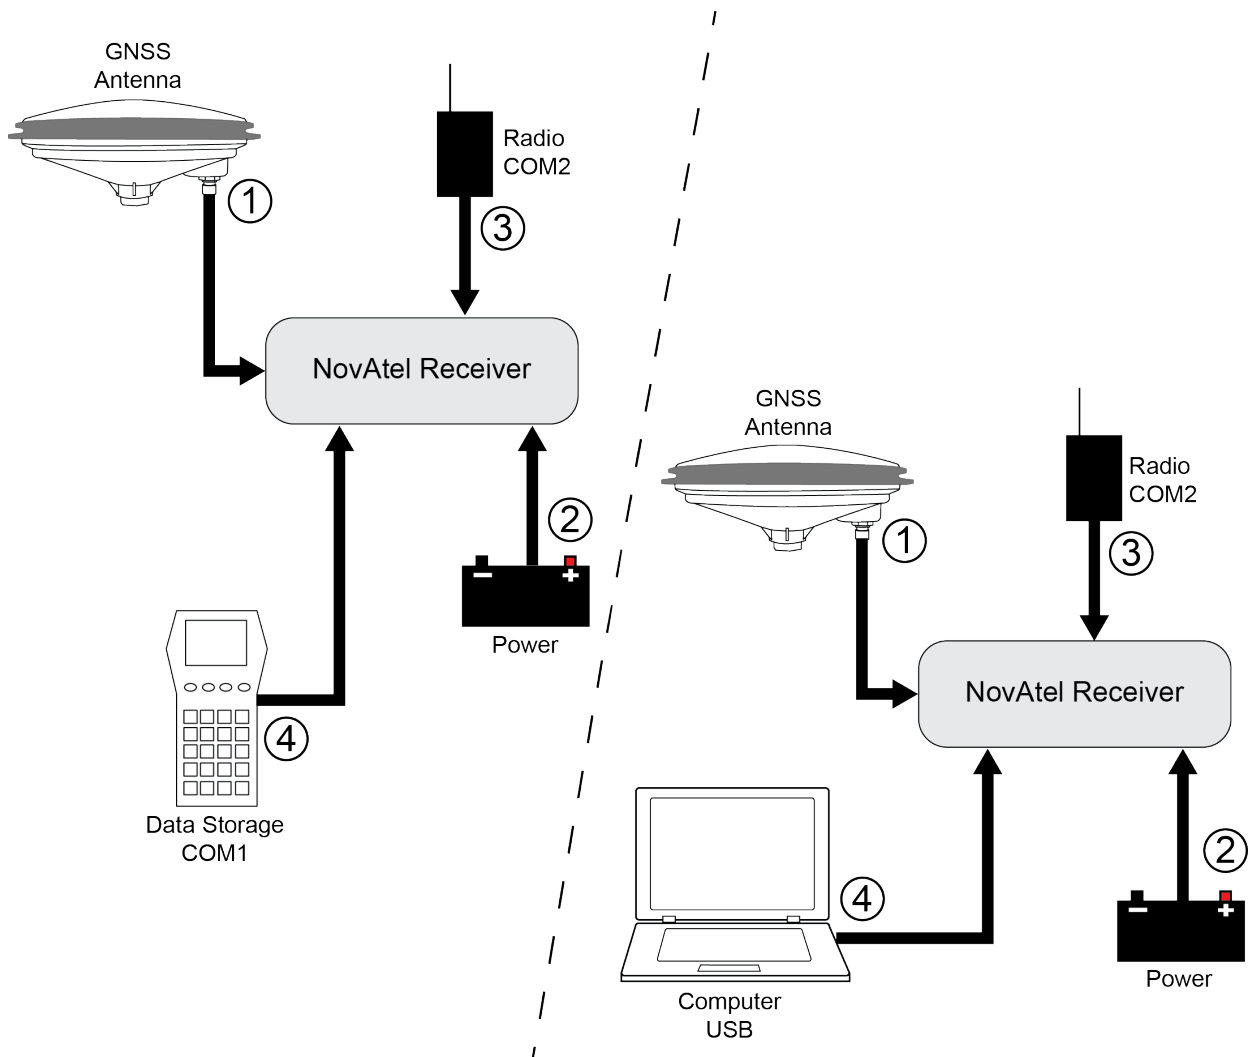 GNSS
Antenna
1
Radio
COM2
3
NovAtel Receiver
2
Power
4
Data Storage
COM1
GNSS
Antenna
1
Radio
COM2
3
NovAtel Receiver
2
Power
4
Computer
USB